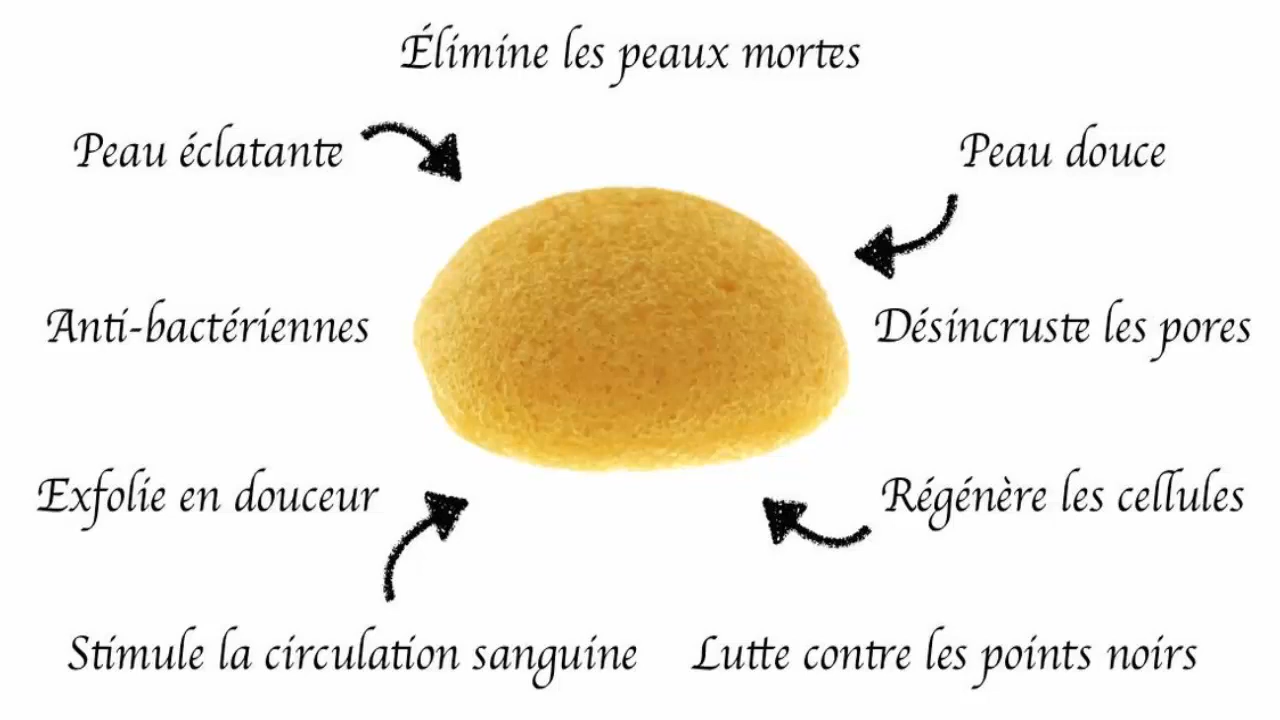 Élimine les peaux mortes
Peau éclatante
Peau douce
Anti-bactériennes
Désincruste les pores
Exfolie en douceur
Régénère les cellules
Stimule la circulation sanguine
Lutte contre les points noirs